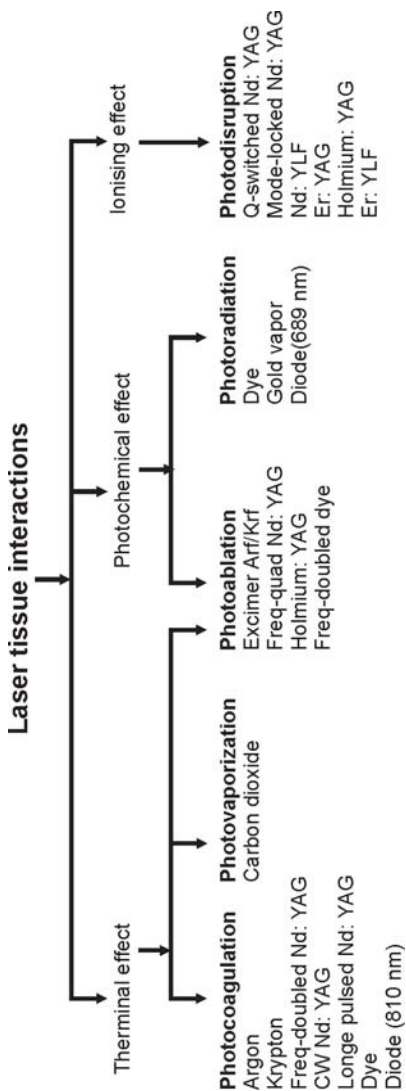 Laser tissue interactions
Therminal effect
Photochemical effect
Ionising effect
Photocoagulation
Argon
Krypton
Freq-doubled Nd: YAG
CW Nd: YAG
Longe pulsed Nd: YAG
Dye
Diode (810 nm)
Photovaporization
Carbon dioxide
Photoablation
Excimer Arf/Krf
Freq-quad Nd: YAG
Holmium: YAG
Freq-doubled dye
Photoradiation
Dye
Gold vapor
Diode(689 nm)
Photodisruption
Q-switched Nd: YAG
Mode-locked Nd: YAG
Nd: YLF
Er: YAG
Holmium: YAG
Er: YLF